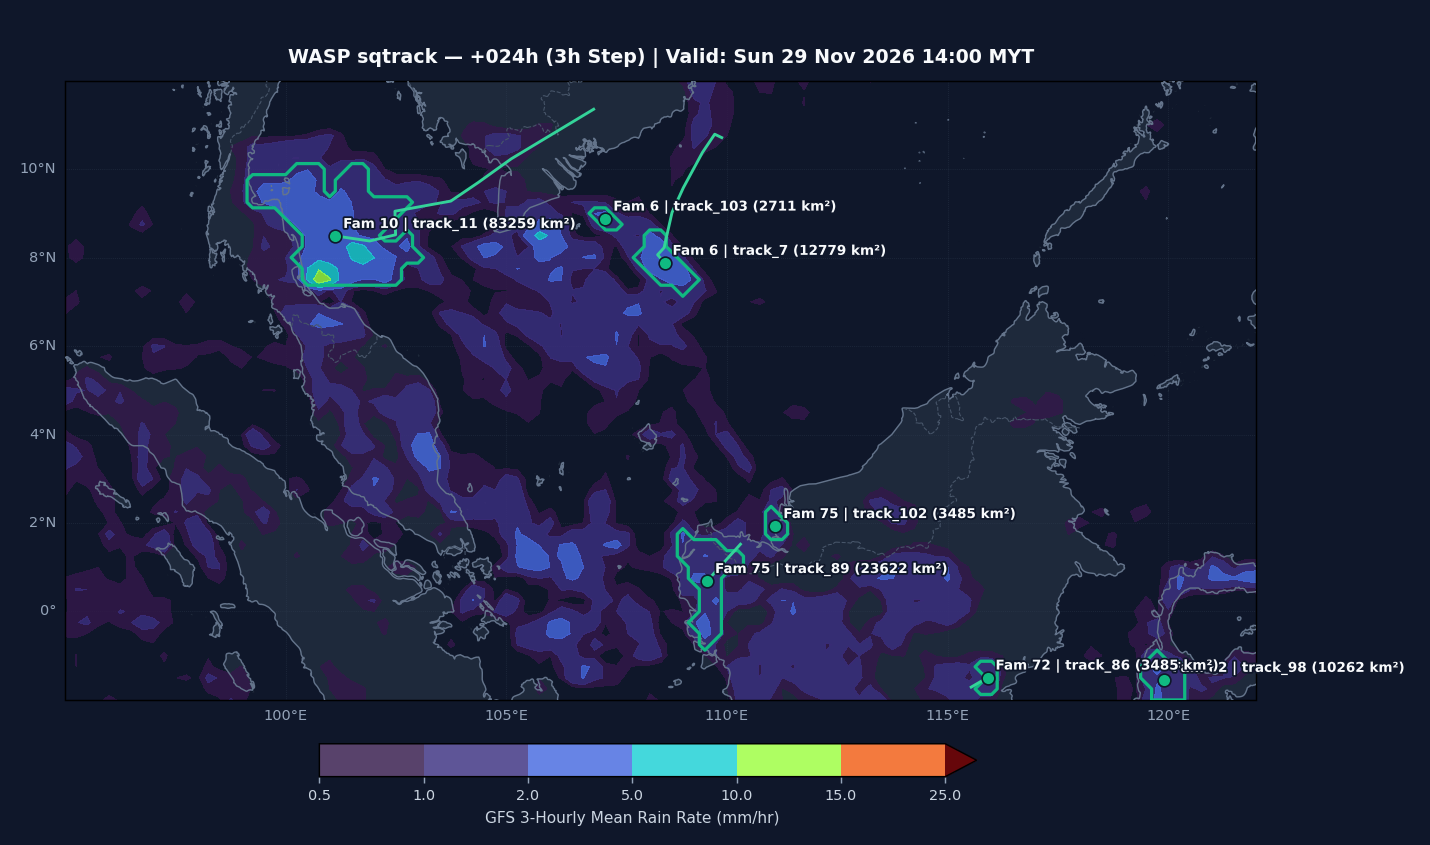 WASP sqtrack — +024h (3h Step) | Valid: Sun 29 Nov 2026 14:00 MYT
10°N
Fam 6 | track_103 (2711 km²)
Fam 10 | track_11 (83259 km²)
Fam 6 | track_7 (12779 km²)
8°N
6°N
4°N
2°N
Fam 75 | track_102 (3485 km²)
Fam 75 | track_89 (23622 km²)
0°
Fam 72 | track_86 (3485 km²)
2 | track_98 (10262 km²)
100°E 105°E 110°E 115°E 120°E
0.5 1.0 2.0 5.0 10.0 15.0 25.0
GFS 3-Hourly Mean Rain Rate (mm/hr)